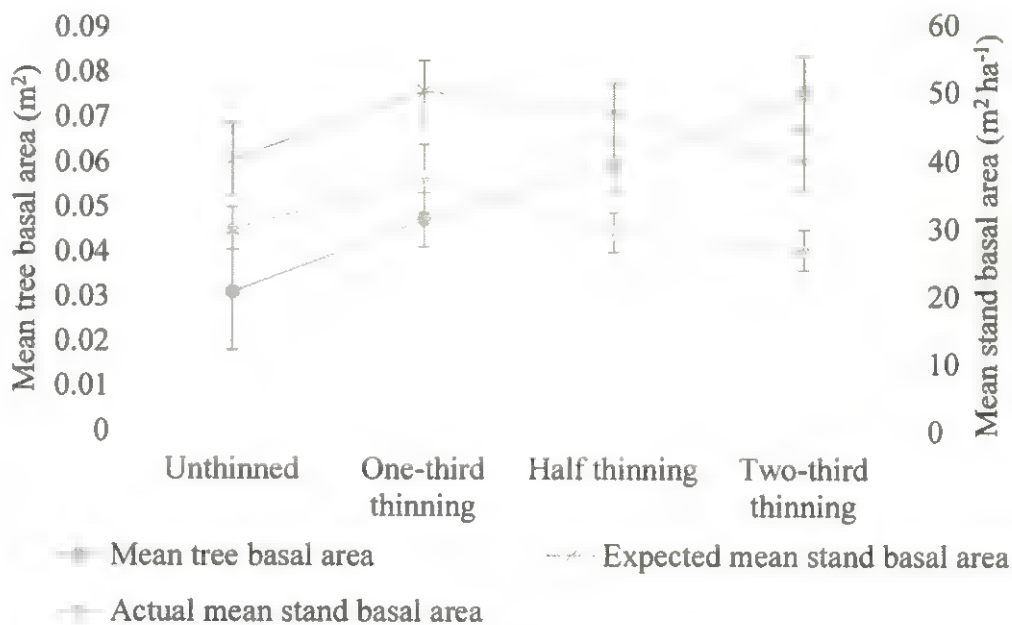 Mean tree basal area (m²)
0.09
0.08
0.07
0.06
0.05
0.04
0.03
0.02
0.01
0
60
50
40
30
20
10
0
Mean stand basal area (m² ha⁻¹)
Unthinned
One-third
thinning
Half thinning
Two-third
thinning
Mean tree basal area
Expected mean stand basal area
Actual mean stand basal area